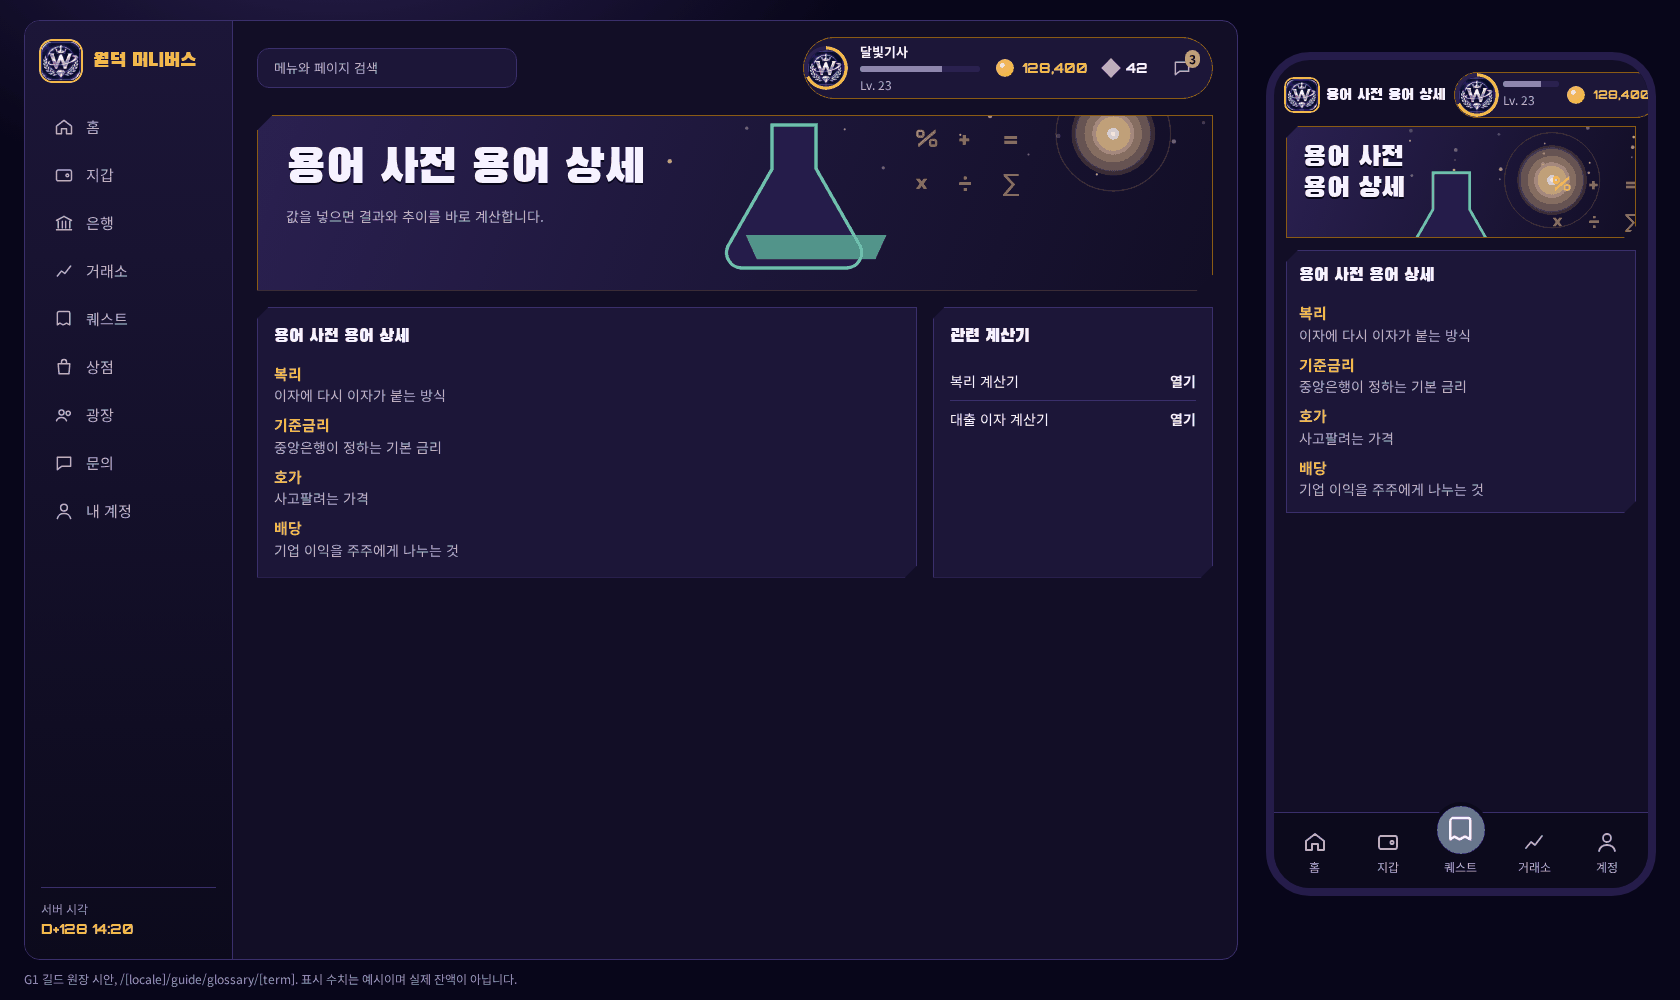 월덕 머니버스
홈
지갑
은행
거래소
퀘스트
상점
광장
문의
내 계정
서버 시각
D+128 14:20
메뉴와 페이지 검색
달빛기사
Lv. 23
128,400
42
3
용어 사전 용어 상세
값을 넣으면 결과와 추이를 바로 계산합니다.
% + =
x ÷ ∑
용어 사전 용어 상세
복리
이자에 다시 이자가 붙는 방식
기준금리
중앙은행이 정하는 기본 금리
호가
사고팔려는 가격
배당
기업 이익을 주주에게 나누는 것
관련 계산기
복리 계산기 열기
대출 이자 계산기 열기
용어 사전 용어 상세
Lv. 23
128,400
용어 사전
용어 상세
% + =
x ÷ ∑
용어 사전 용어 상세
복리
이자에 다시 이자가 붙는 방식
기준금리
중앙은행이 정하는 기본 금리
호가
사고팔려는 가격
배당
기업 이익을 주주에게 나누는 것
홈
지갑
퀘스트
거래소
계정
G1 길드 원장 시안, /[locale]/guide/glossary/[term]. 표시 수치는 예시이며 실제 잔액이 아닙니다.